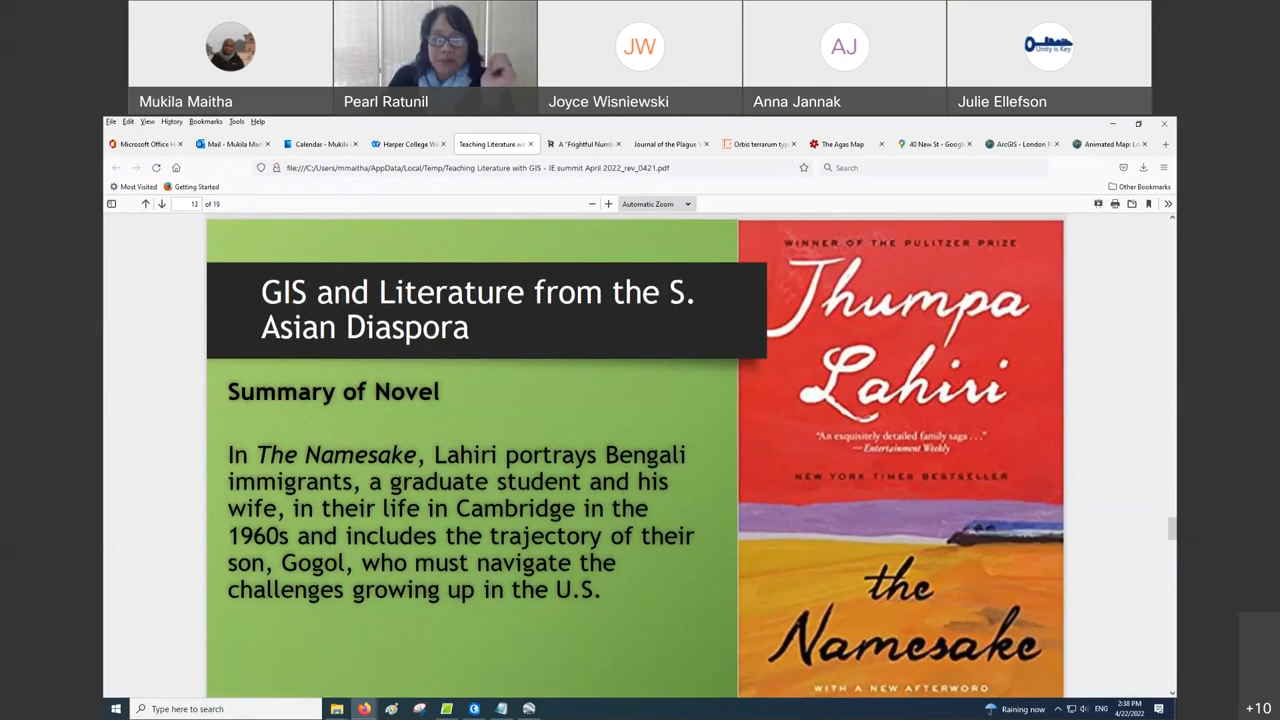 JW
AJ
Unity is Key
Mukila Maitha
Pearl Ratunil
Joyce Wisniewski
Anna Jannak
Julie Ellefson
File Edit View History Bookmarks Tools Help
Microsoft Office H
Mail - Mukila Mai
Calendar - Mukila
Harper College W
Teaching Literature wit
A "Frightful Numb
Journal of the Plague
Orbis terrarum typ
The Agas Map
40 New St - Google
ArcGIS - London P
Animated Map: Lo
file:///C:/Users/mmaitha/AppData/Local/Temp/Teaching Literature with GIS - IE summit April 2022_rev_0421.pdf
Search
Most Visited
Getting Started
Other Bookmarks
13 of 19
Automatic Zoom
GIS and Literature from the S.
Asian Diaspora
Summary of Novel
In The Namesake, Lahiri portrays Bengali
immigrants, a graduate student and his
wife, in their life in Cambridge in the
1960s and includes the trajectory of their
son, Gogol, who must navigate the
challenges growing up in the U.S.
WINNER OF THE PULITZER PRIZE
Jhumpa
Lahiri
"An exquisitely detailed family saga . . ."
—Entertainment Weekly
NEW YORK TIMES BESTSELLER
the
Namesake
WITH A NEW AFTERWORD
Type here to search
Raining now
ENG
2:38 PM
4/22/2022
+10